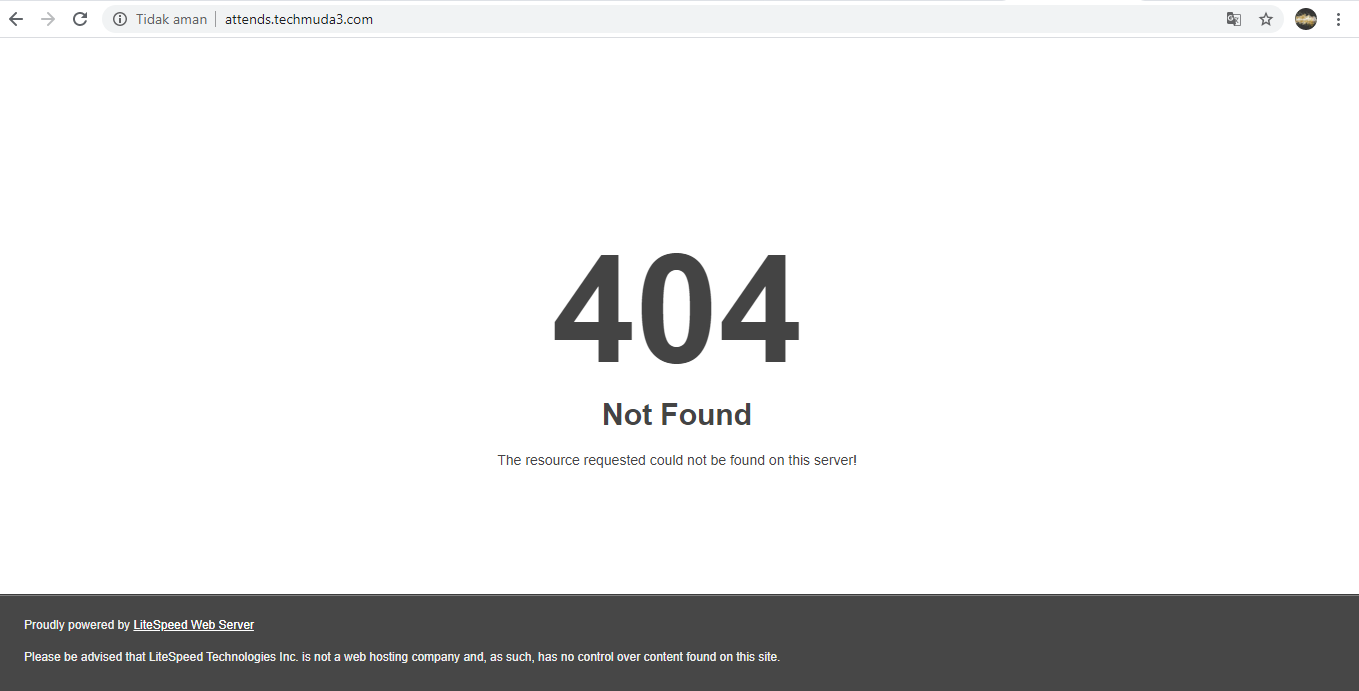 Tidak aman | attends.techmuda3.com
404
Not Found
The resource requested could not be found on this server!
Proudly powered by LiteSpeed Web Server
Please be advised that LiteSpeed Technologies Inc. is not a web hosting company and, as such, has no control over content found on this site.